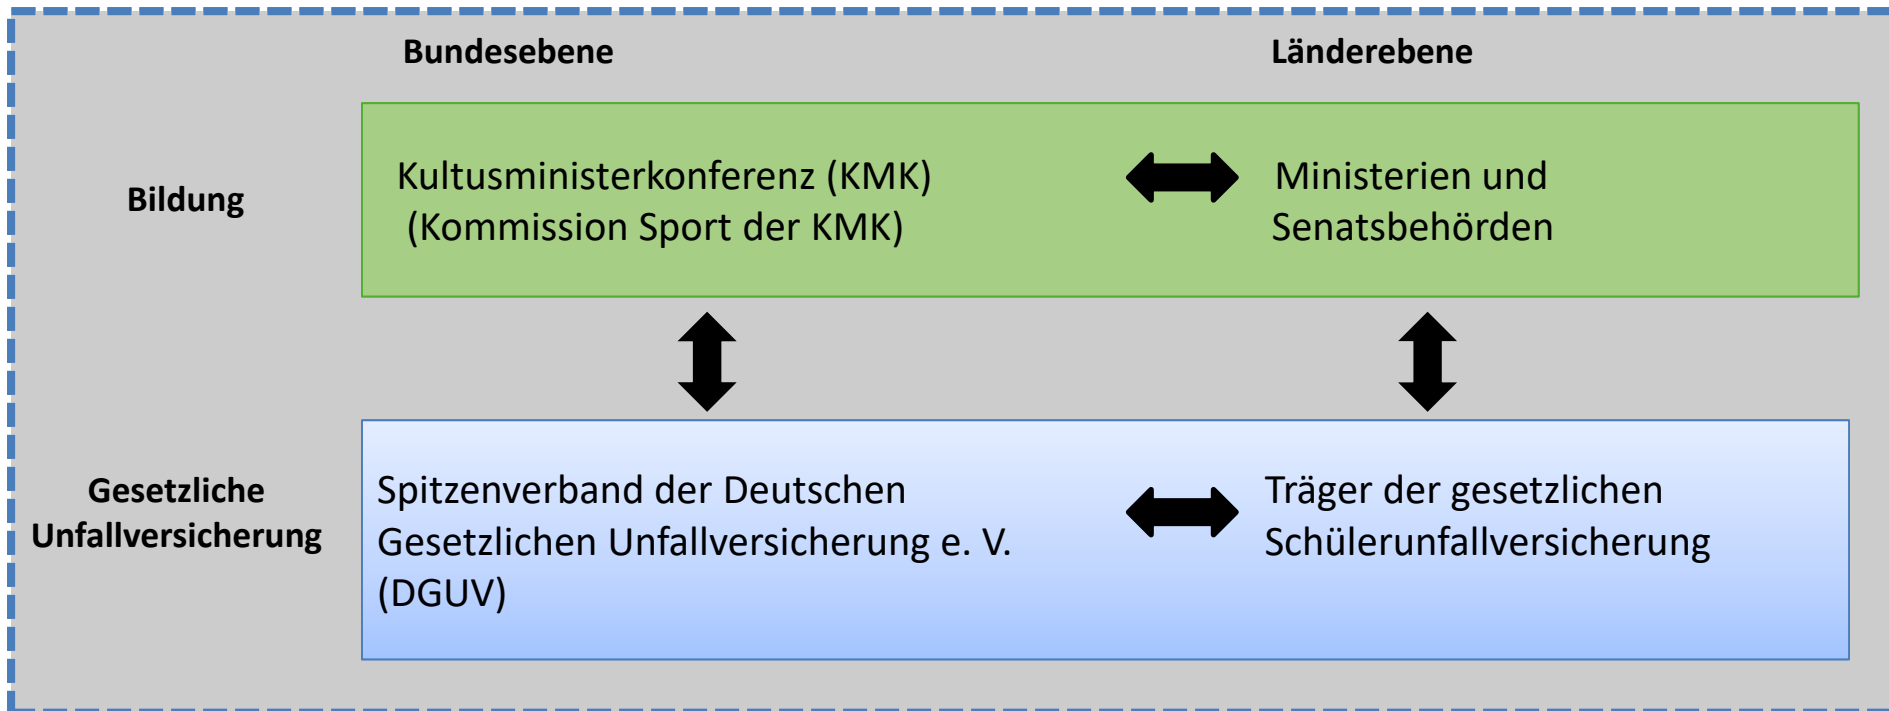 Bundesebene
Länderebene
Bildung
Kultusministerkonferenz (KMK)
(Kommission Sport der KMK)
Ministerien und
Senatsbehörden
Gesetzliche
Unfallversicherung
Spitzenverband der Deutschen
Gesetzlichen Unfallversicherung e. V.
(DGUV)
Träger der gesetzlichen
Schülerunfallversicherung